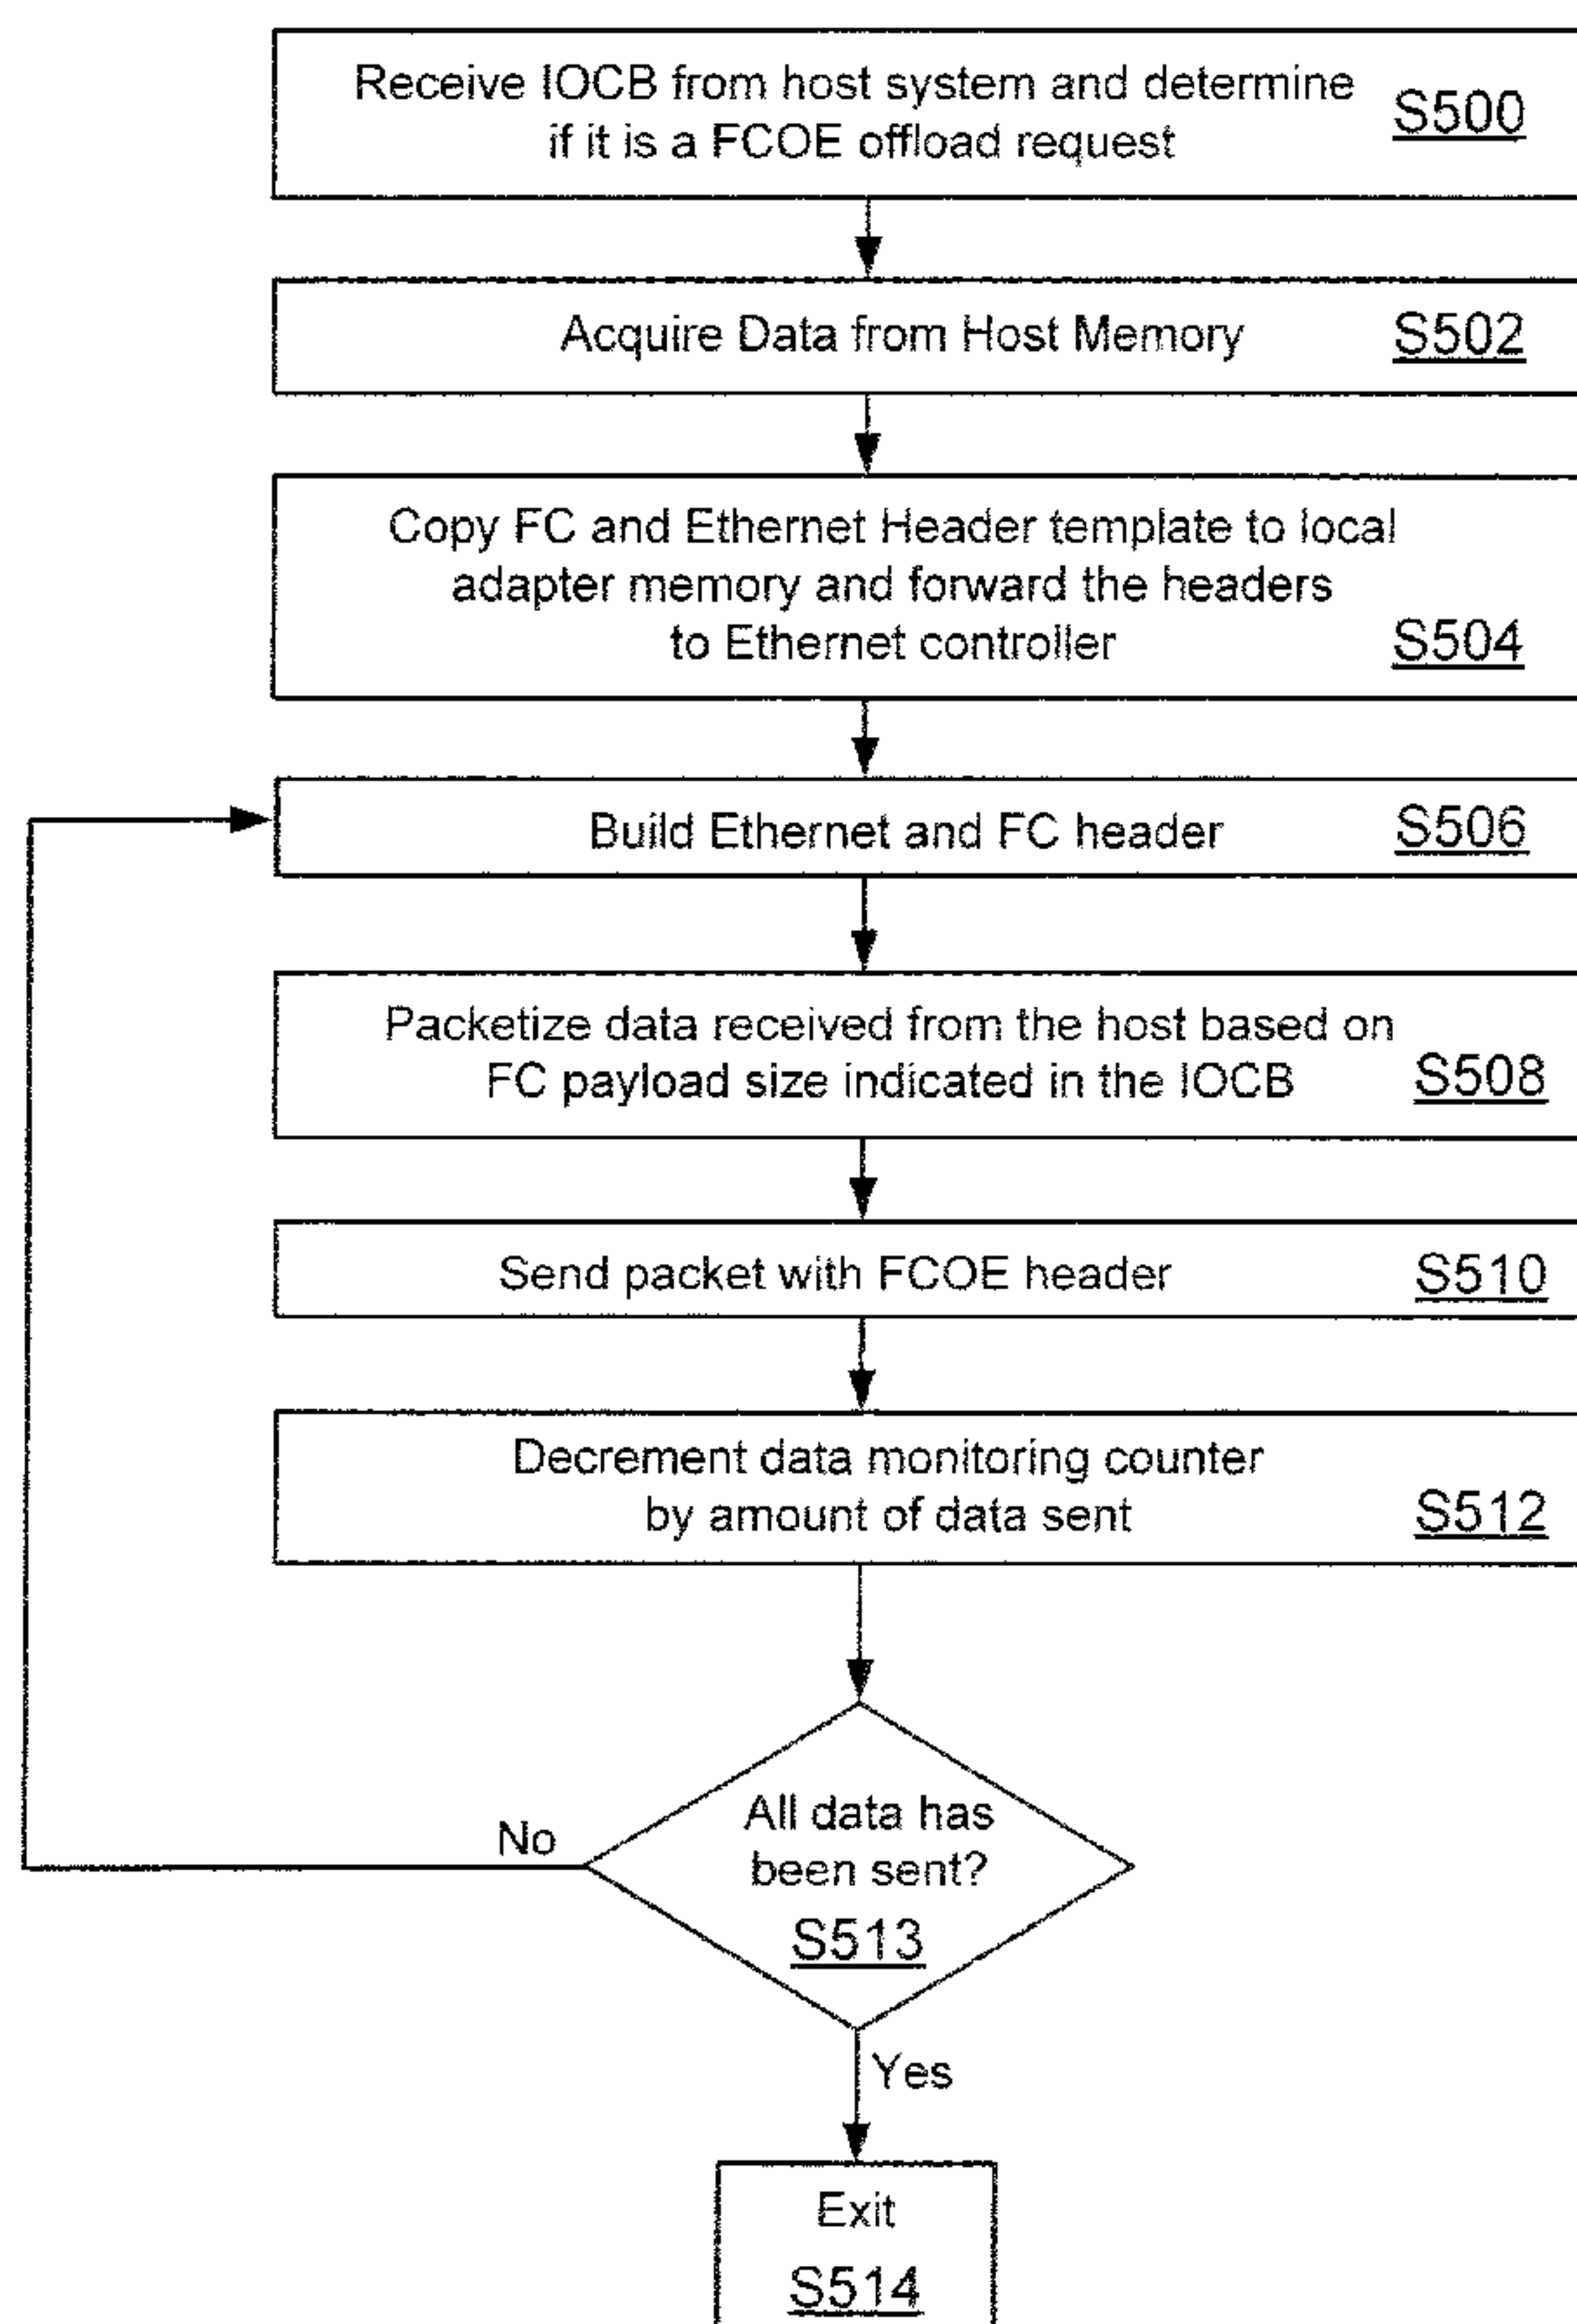 Receive IOCB from host system and determine
if it is a FCOE offload request
S500
Acquire Data from Host Memory
S502
Copy FC and Ethernet Header template to local
adapter memory and forward the headers
to Ethernet controller
S504
Build Ethernet and FC header
S506
Packetize data received from the host based on
FC payload size indicated in the IOCB
S508
Send packet with FCOE header
S510
Decrement data monitoring counter
by amount of data sent
S512
All data has
been sent?
S513
No
Yes
Exit
S514